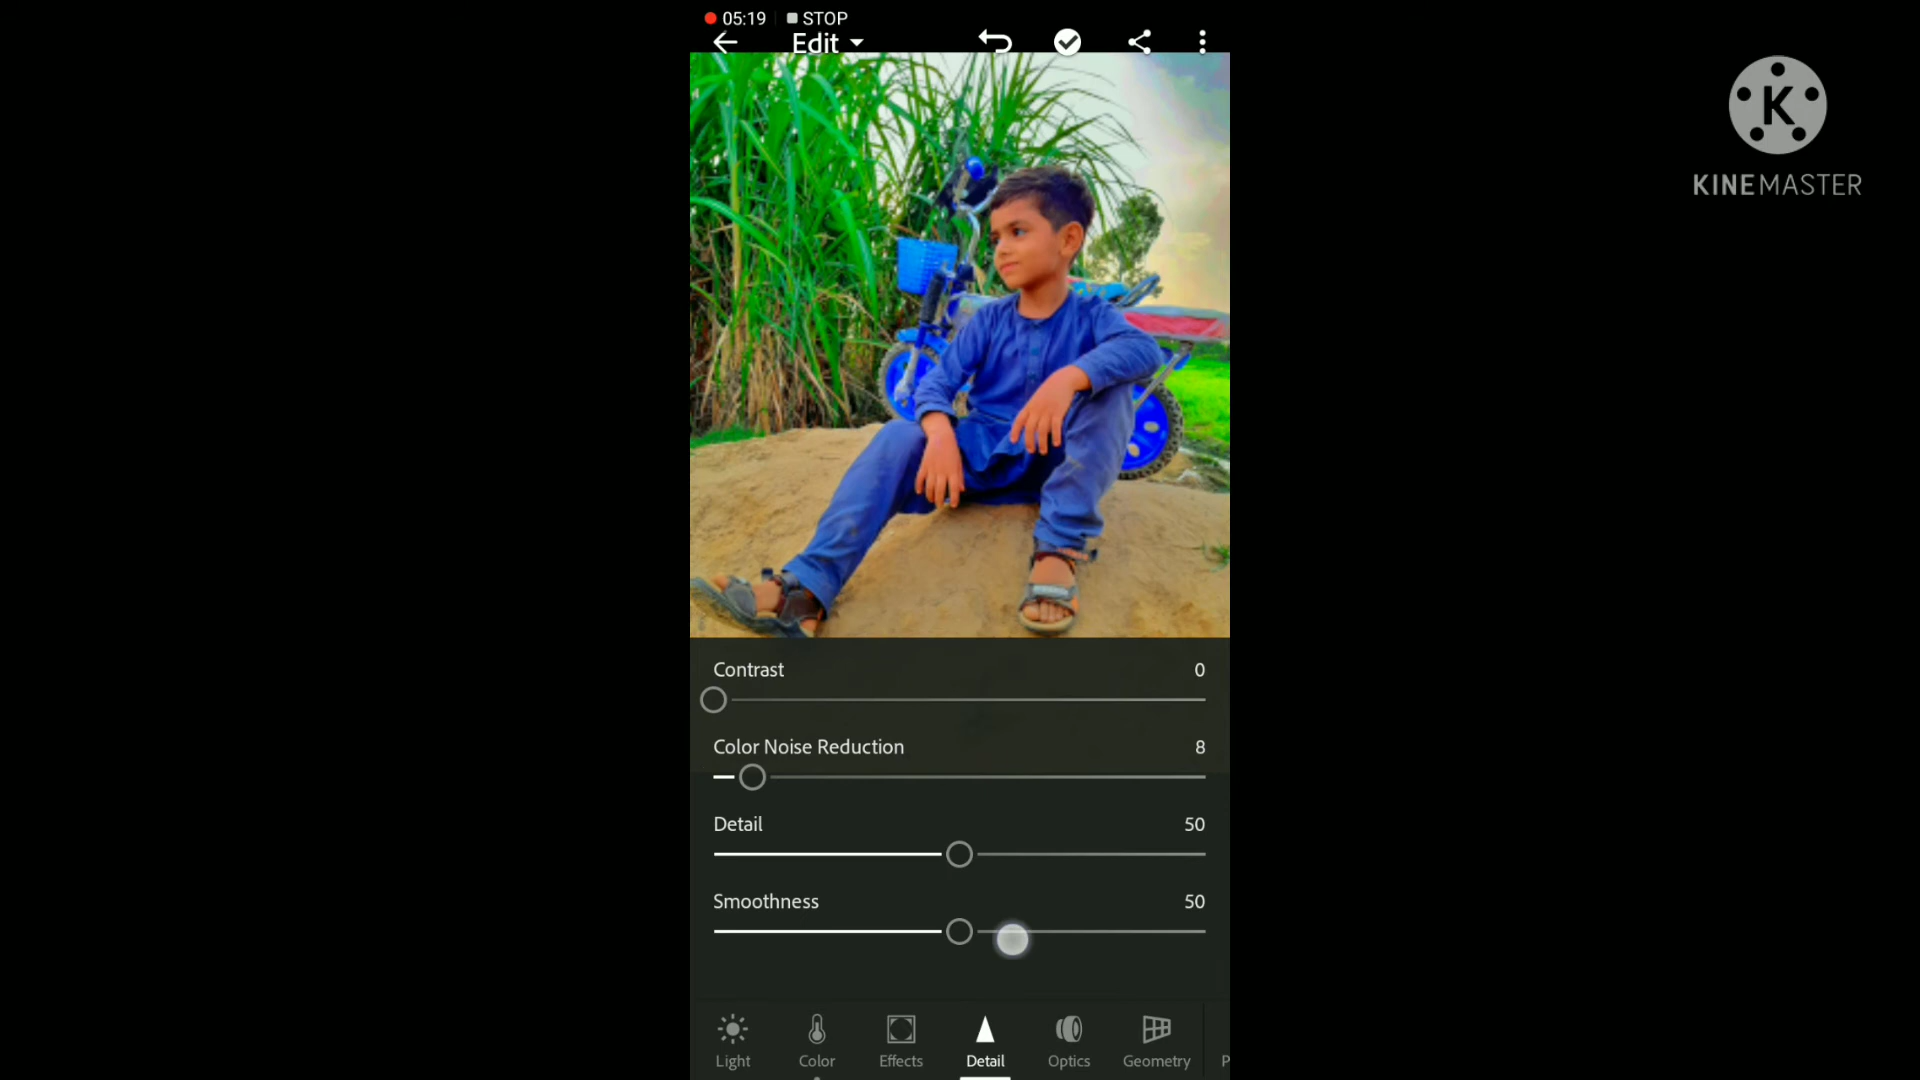 05:19 STOP
Edit
K
KINEMASTER
Contrast 0
Color Noise Reduction 8
Detail 50
Smoothness 50
Light Color Effects Detail Optics Geometry P